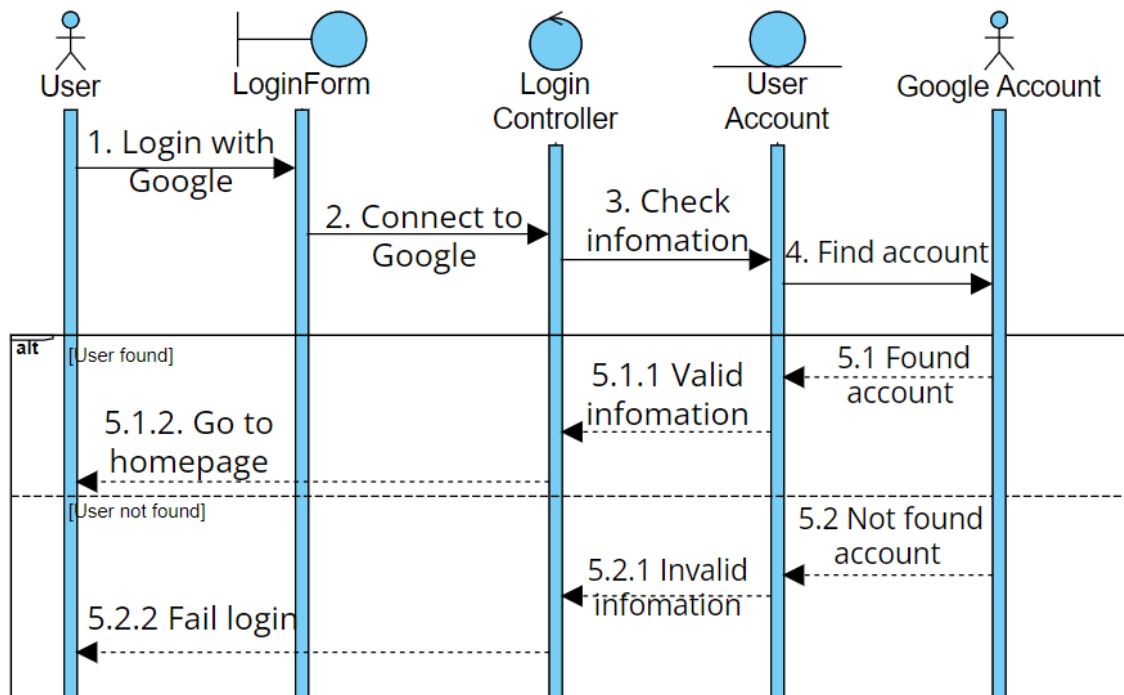 User
LoginForm
Login
Controller
User
Account
Google Account
1. Login with
Google
2. Connect to
Google
3. Check
infomation
4. Find account
alt
[User found]
5.1 Found
account
5.1.1 Valid
infomation
5.1.2. Go to
homepage
[User not found]
5.2 Not found
account
5.2.1 Invalid
infomation
5.2.2 Fail login